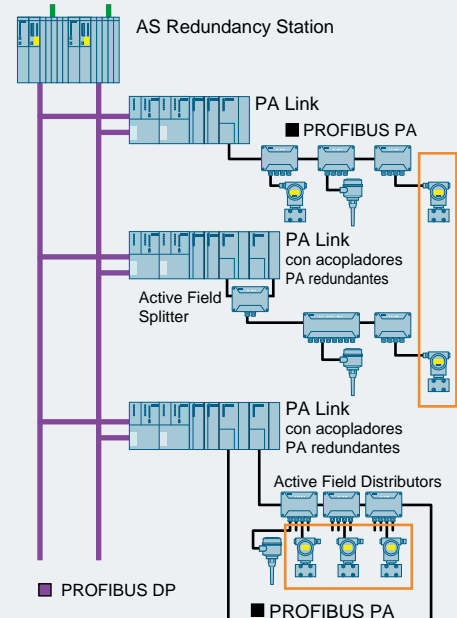 AS Redundancy Station
PA Link
PROFIBUS PA
PA Link
con acopladores
PA redundantes
Active Field
Splitter
PA Link
con acopladores
PA redundantes
Active Field Distributors
PROFIBUS DP
PROFIBUS PA